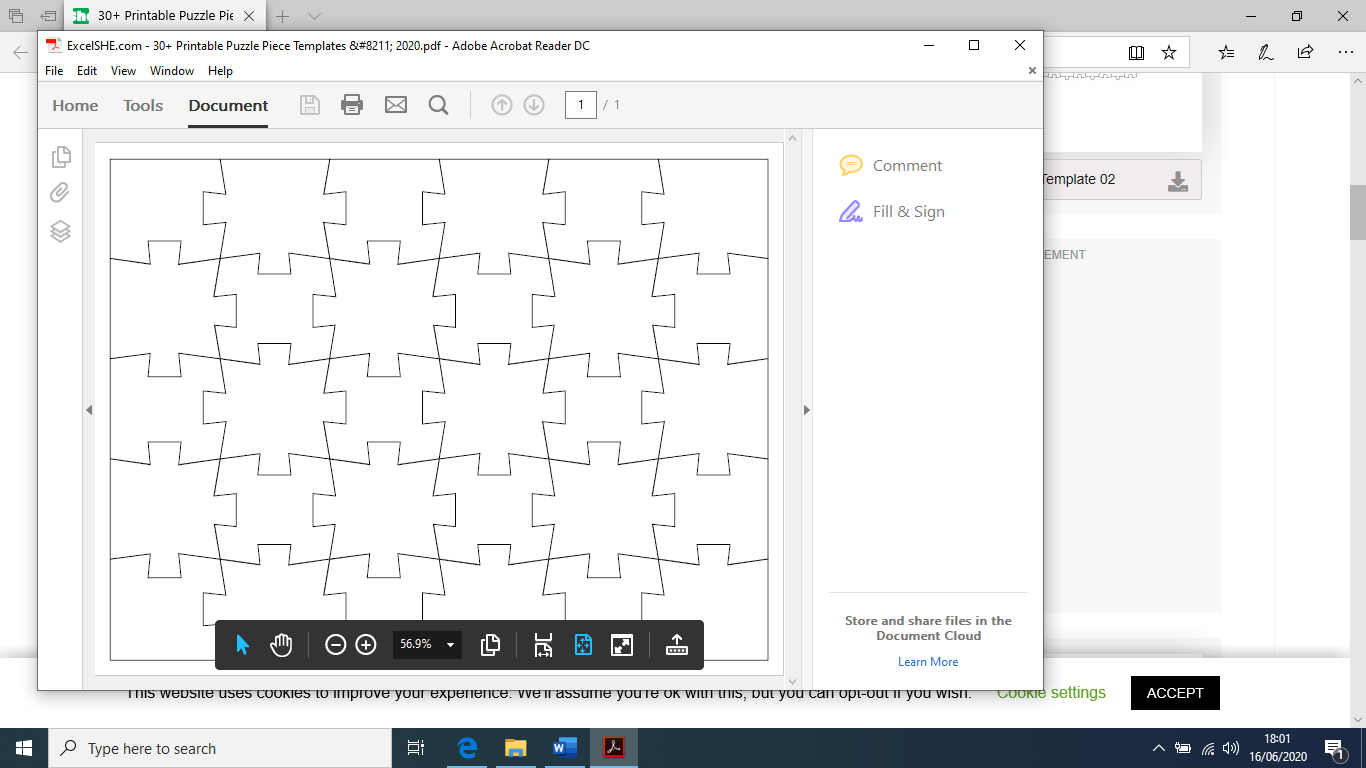 30+ Printable Puzzle Pie
ExcelSHE.com - 30+ Printable Puzzle Piece Templates &#8211; 2020.pdf - Adobe Acrobat Reader DC
File Edit View Window Help
Home Tools Document 1 / 1
Comment
Fill & Sign
Template 02
EMENT
Store and share files in the
Document Cloud
Learn More
56.9%
This website uses cookies to improve your experience. We'll assume you're ok with this, but you can opt-out if you wish. Cookie settings ACCEPT
Type here to search
18:01
16/06/2020
1